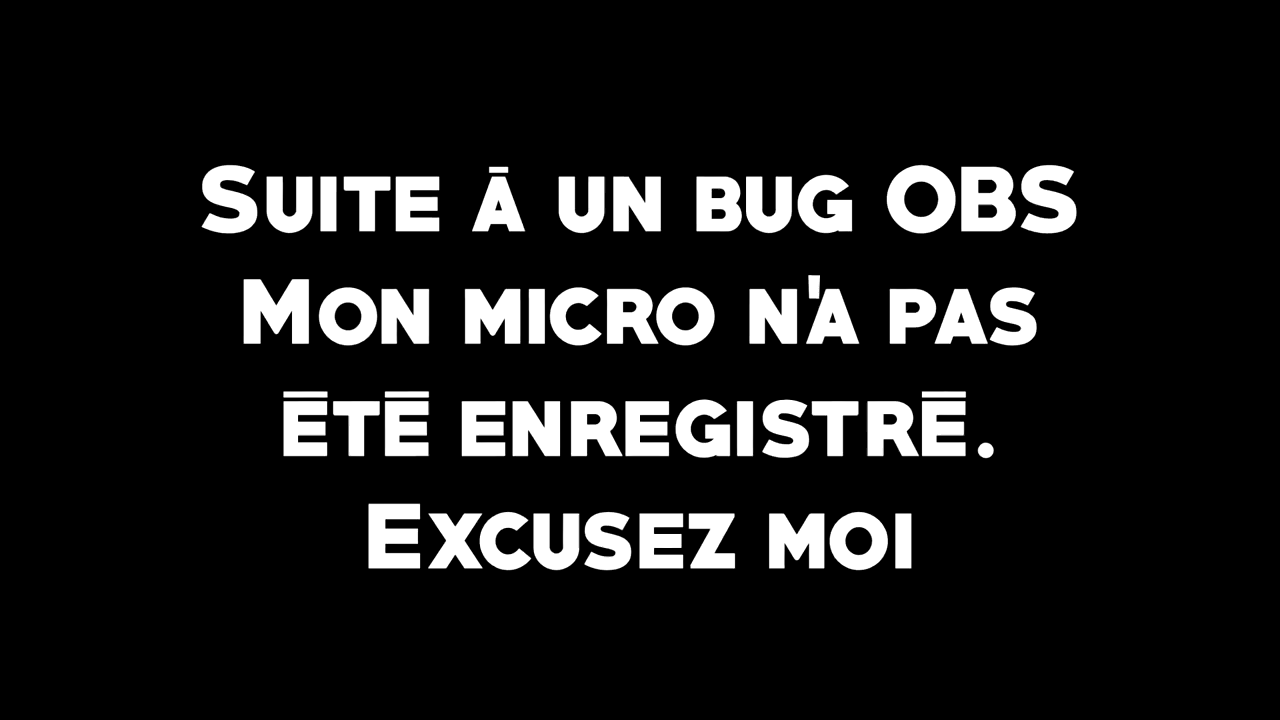 Suite à un bug OBS
Mon micro n'a pas
été enregistré.
Excusez moi